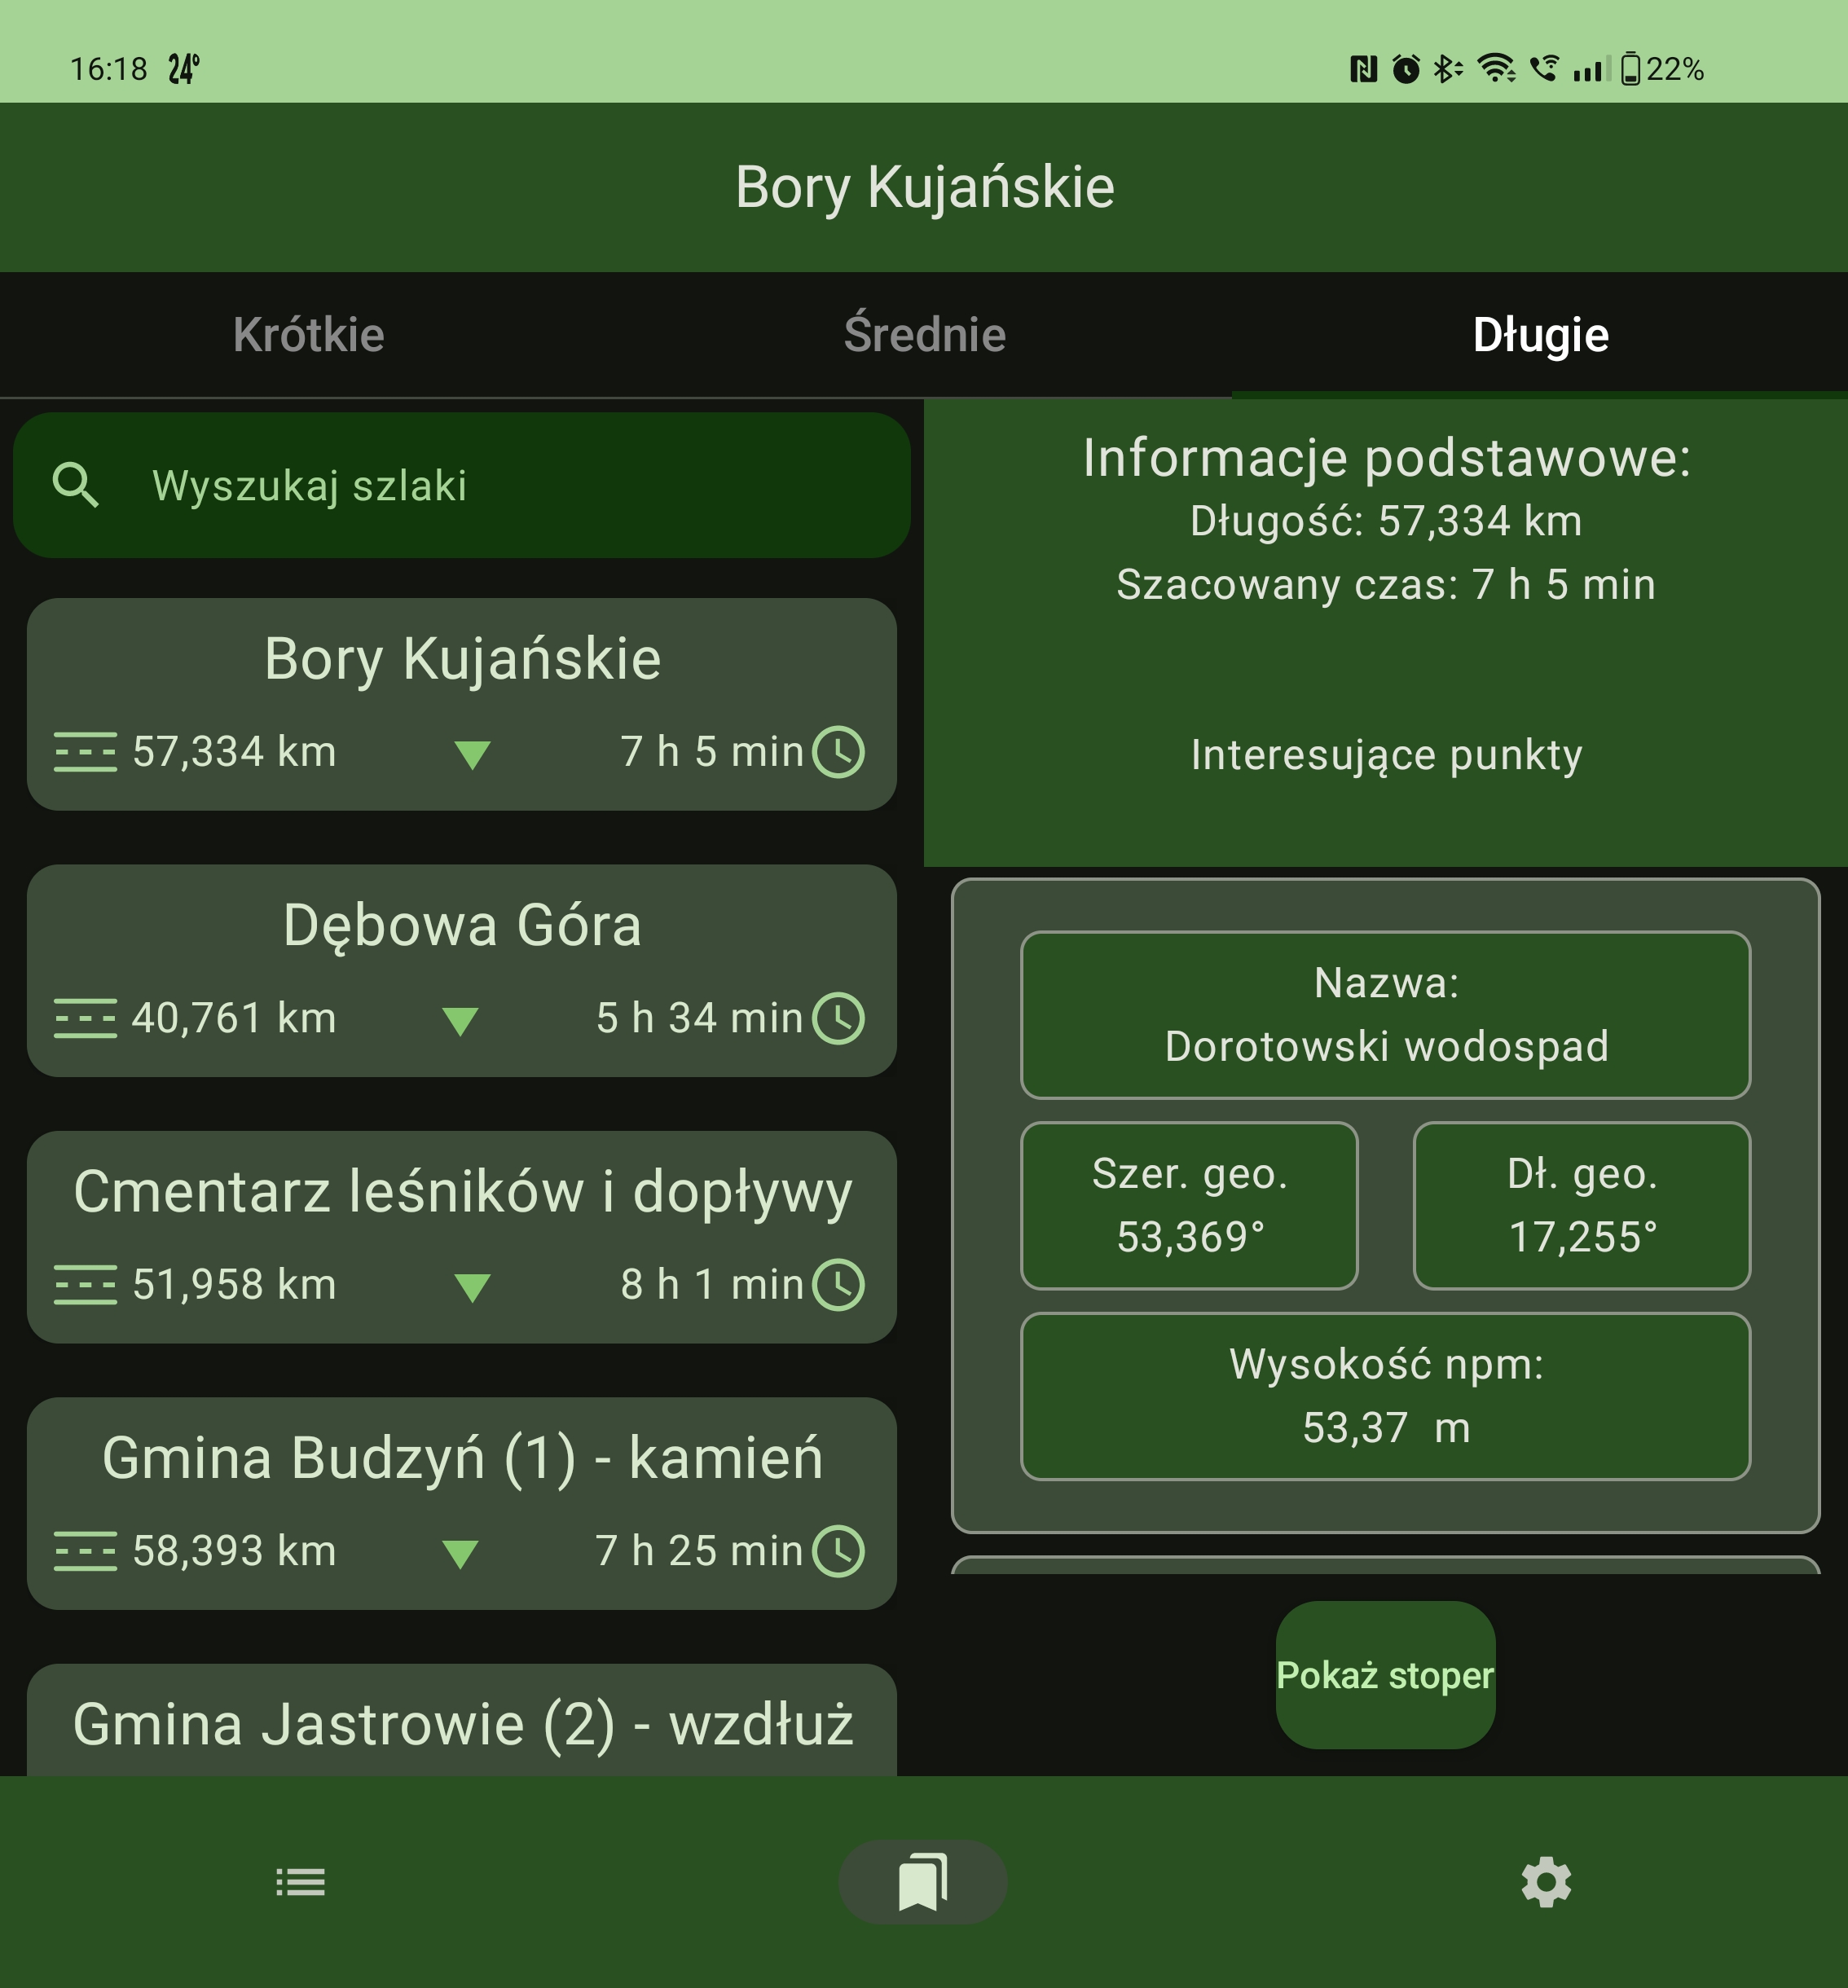 16:18 24°
22%
Bory Kujańskie
Krótkie
Średnie
Długie
Wyszukaj szlaki
Bory Kujańskie
57,334 km
7 h 5 min
Dębowa Góra
40,761 km
5 h 34 min
Cmentarz leśników i dopływy
51,958 km
8 h 1 min
Gmina Budzyń (1) - kamień
58,393 km
7 h 25 min
Gmina Jastrowie (2) - wzdłuż
Informacje podstawowe:
Długość: 57,334 km
Szacowany czas: 7 h 5 min
Interesujące punkty
Nazwa:
Dorotowski wodospad
Szer. geo.
53,369°
Dł. geo.
17,255°
Wysokość npm:
53,37 m
Pokaż stoper